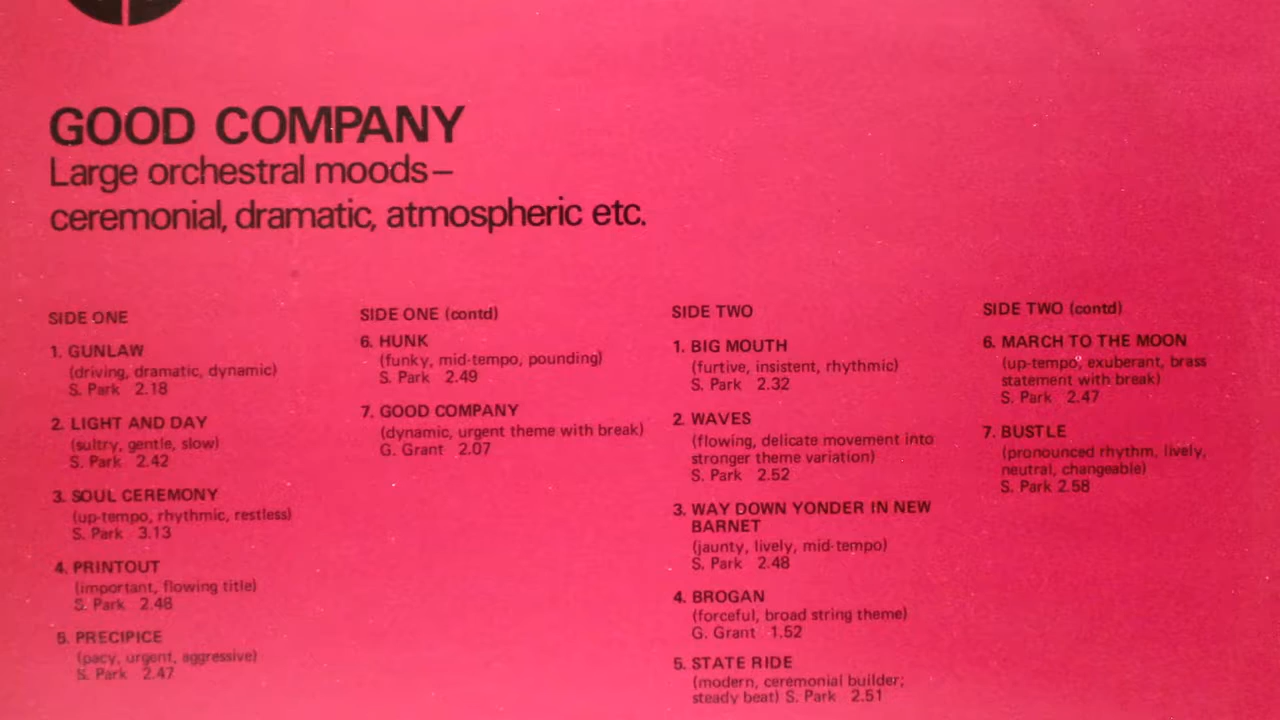 GOOD COMPANY
Large orchestral moods–
ceremonial, dramatic, atmospheric etc.
SIDE ONE
1. GUNLAW
(driving, dramatic, dynamic)
S. Park 2.18
2. LIGHT AND DAY
(sultry, gentle, slow)
S. Park 2.42
3. SOUL CEREMONY
(up-tempo, rhythmic, restless)
S. Park 3.13
4. PRINTOUT
(important, flowing title)
S. Park 2.48
5. PRECIPICE
(pacy, urgent, aggressive)
S. Park 2.47
SIDE ONE (contd)
6. HUNK
(funky, mid-tempo, pounding)
S. Park 2.49
7. GOOD COMPANY
(dynamic, urgent theme with break)
G. Grant 2.07
SIDE TWO
1. BIG MOUTH
(furtive, insistent, rhythmic)
S. Park 2.32
2. WAVES
(flowing, delicate movement into
stronger theme variation)
S. Park 2.52
3. WAY DOWN YONDER IN NEW
BARNET
(jaunty, lively, mid-tempo)
S. Park 2.48
4. BROGAN
(forceful, broad string theme)
G. Grant 1.52
5. STATE RIDE
(modern, ceremonial builder;
steady beat) S. Park 2.51
SIDE TWO (contd)
6. MARCH TO THE MOON
(up-tempo, exuberant, brass
statement with break)
S. Park 2.47
7. BUSTLE
(pronounced rhythm, lively,
neutral, changeable)
S. Park 2.58